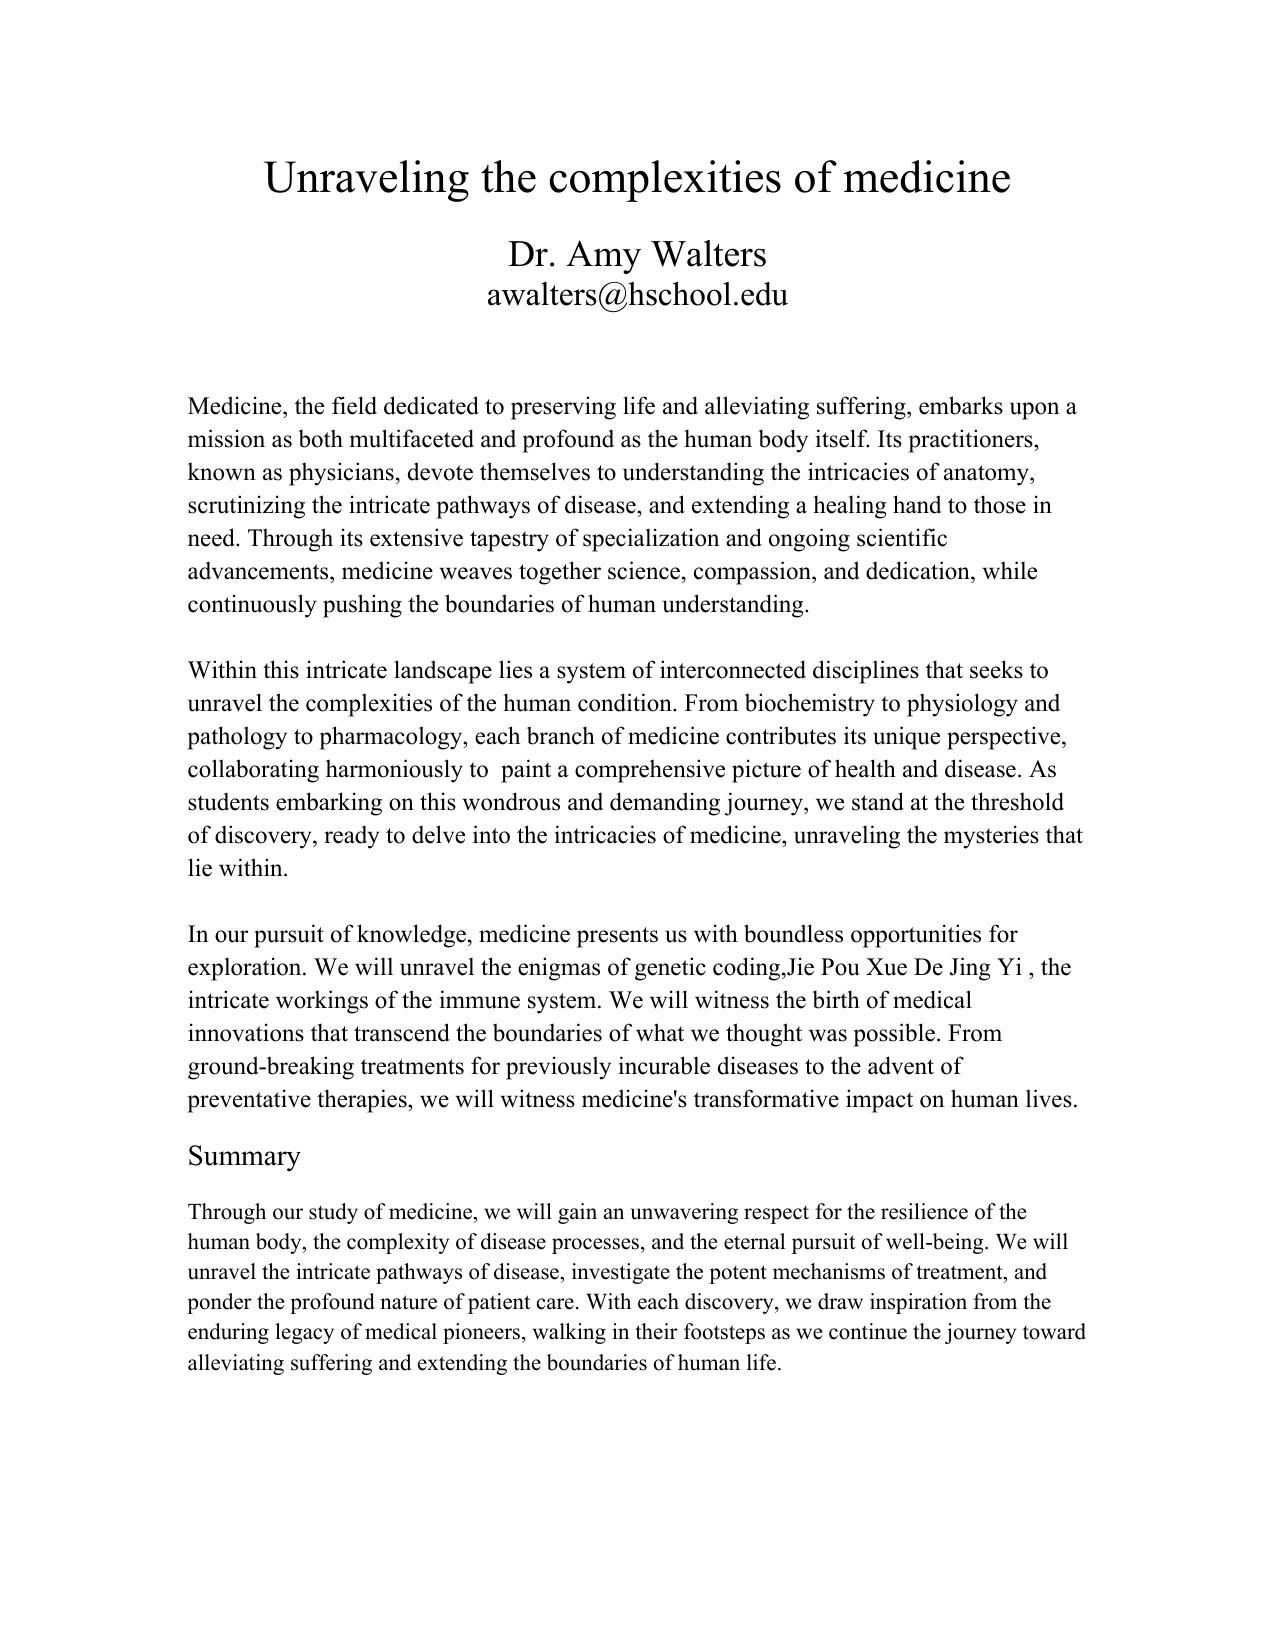 Unraveling the complexities of medicine
Dr. Amy Walters
awalters@hschool.edu
Medicine, the field dedicated to preserving life and alleviating suffering, embarks upon a
mission as both multifaceted and profound as the human body itself. Its practitioners,
known as physicians, devote themselves to understanding the intricacies of anatomy,
scrutinizing the intricate pathways of disease, and extending a healing hand to those in
need. Through its extensive tapestry of specialization and ongoing scientific
advancements, medicine weaves together science, compassion, and dedication, while
continuously pushing the boundaries of human understanding.
Within this intricate landscape lies a system of interconnected disciplines that seeks to
unravel the complexities of the human condition. From biochemistry to physiology and
pathology to pharmacology, each branch of medicine contributes its unique perspective,
collaborating harmoniously to  paint a comprehensive picture of health and disease. As
students embarking on this wondrous and demanding journey, we stand at the threshold
of discovery, ready to delve into the intricacies of medicine, unraveling the mysteries that
lie within.
In our pursuit of knowledge, medicine presents us with boundless opportunities for
exploration. We will unravel the enigmas of genetic coding,Jie Pou Xue De Jing Yi , the
intricate workings of the immune system. We will witness the birth of medical
innovations that transcend the boundaries of what we thought was possible. From
ground-breaking treatments for previously incurable diseases to the advent of
preventative therapies, we will witness medicine's transformative impact on human lives.
Summary
Through our study of medicine, we will gain an unwavering respect for the resilience of the
human body, the complexity of disease processes, and the eternal pursuit of well-being. We will
unravel the intricate pathways of disease, investigate the potent mechanisms of treatment, and
ponder the profound nature of patient care. With each discovery, we draw inspiration from the
enduring legacy of medical pioneers, walking in their footsteps as we continue the journey toward
alleviating suffering and extending the boundaries of human life.